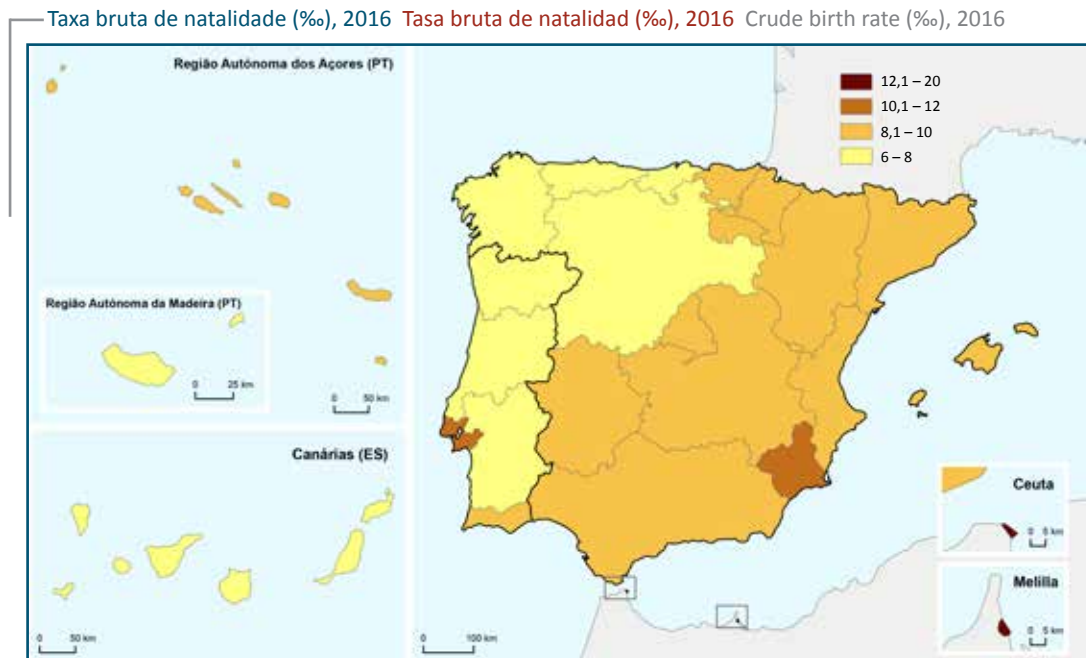 Taxa bruta de natalidade (‰), 2016 Tasa bruta de natalidad (‰), 2016 Crude birth rate (‰), 2016
Região Autónoma dos Açores (PT)
12,1 – 20
10,1 – 12
8,1 – 10
6 – 8
Região Autónoma da Madeira (PT)
0 25 km
0 50 km
Canárias (ES)
0 50 km
0 100 km
Ceuta
0 5 km
Melilla
0 5 km